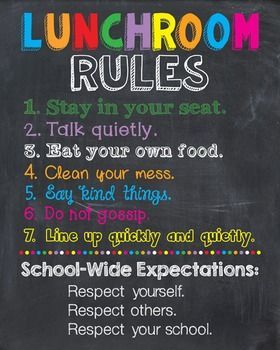 LUNCHROOM
RULES
1. Stay in your seat.
2. Talk quietly.
3. Eat your own food.
4. Clean your mess.
5. Say kind things.
6. Do not gossip.
7. Line up quickly and quietly.
School-Wide Expectations:
Respect yourself.
Respect others.
Respect your school.